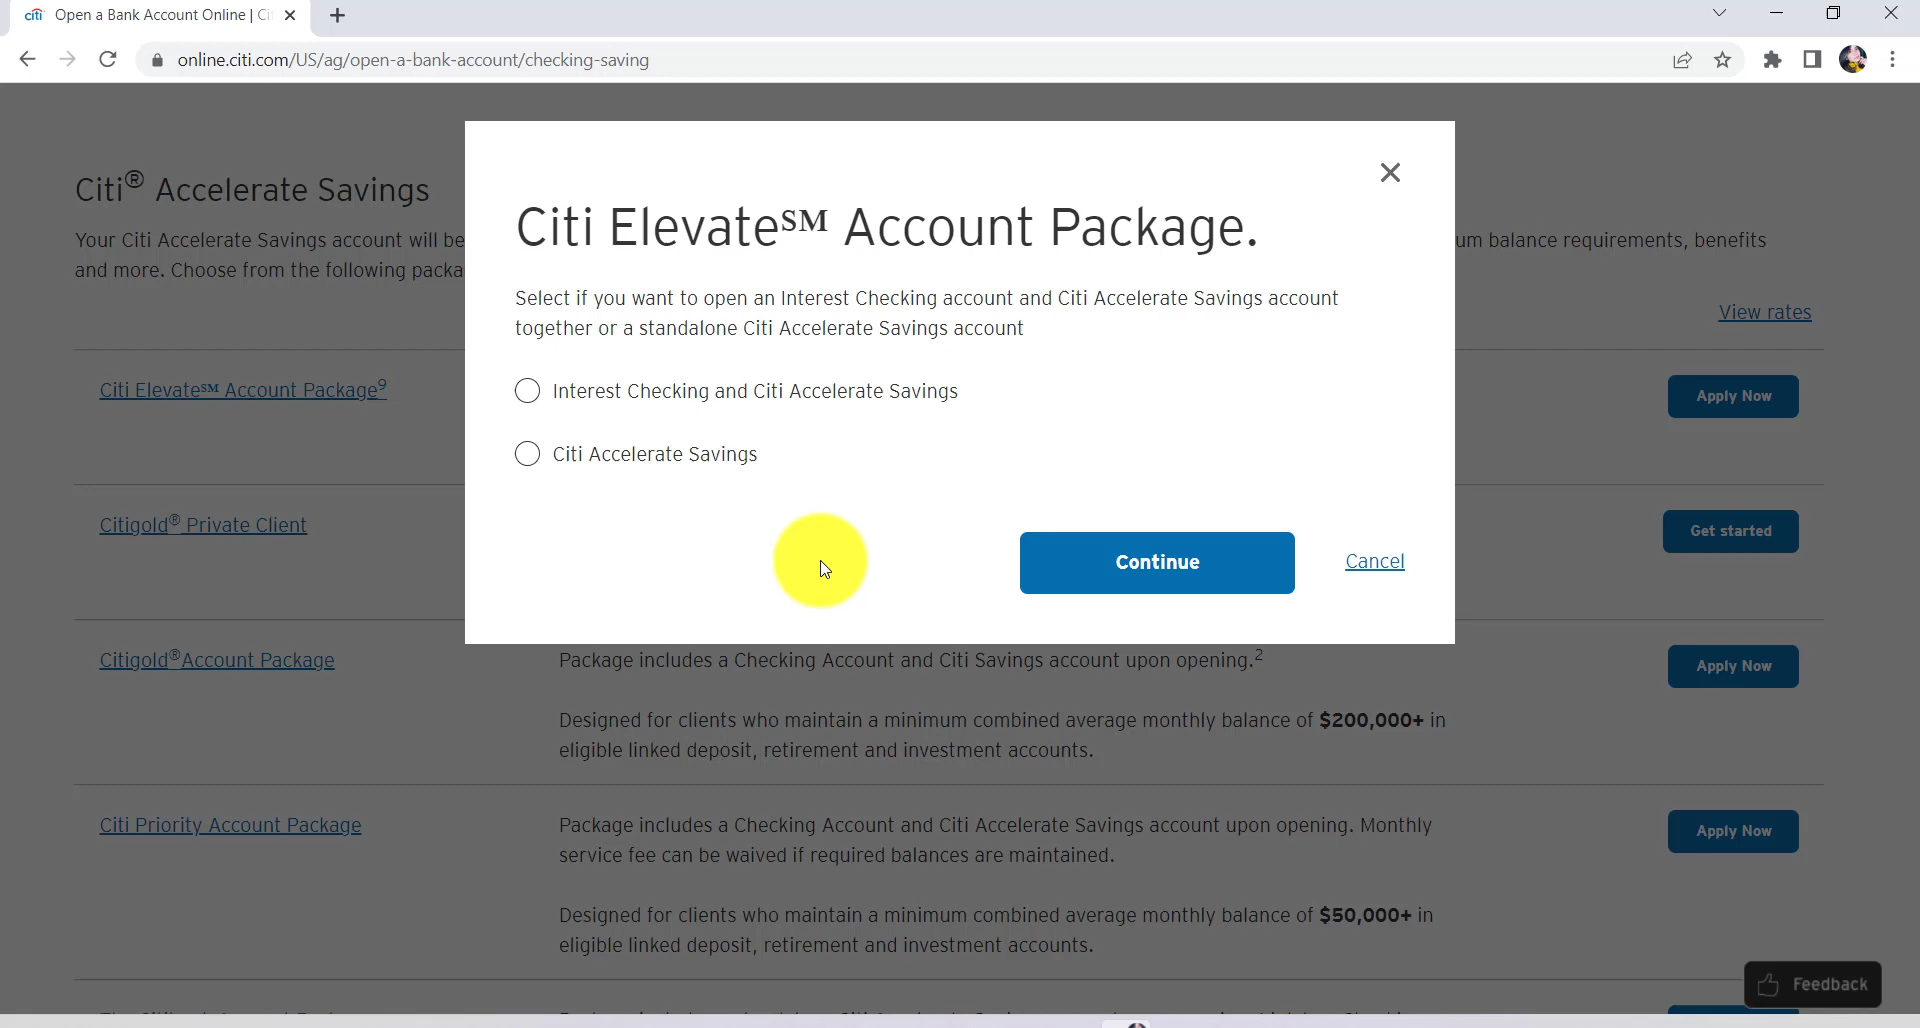 citi Open a Bank Account Online | Ci
online.citi.com/US/ag/open-a-bank-account/checking-saving
Citi® Accelerate Savings
Your Citi Accelerate Savings account will be
and more. Choose from the following packa
um balance requirements, benefits
View rates
Citi Elevate℠ Account Package.
Select if you want to open an Interest Checking account and Citi Accelerate Savings account
together or a standalone Citi Accelerate Savings account
Interest Checking and Citi Accelerate Savings
Citi Accelerate Savings
Continue
Cancel
Citi Elevate℠ Account Package⁹
Apply Now
Citigold® Private Client
Get started
Citigold®Account Package
Package includes a Checking Account and Citi Savings account upon opening.²
Apply Now
Designed for clients who maintain a minimum combined average monthly balance of $200,000+ in
eligible linked deposit, retirement and investment accounts.
Citi Priority Account Package
Package includes a Checking Account and Citi Accelerate Savings account upon opening. Monthly
service fee can be waived if required balances are maintained.
Apply Now
Designed for clients who maintain a minimum combined average monthly balance of $50,000+ in
eligible linked deposit, retirement and investment accounts.
Feedback